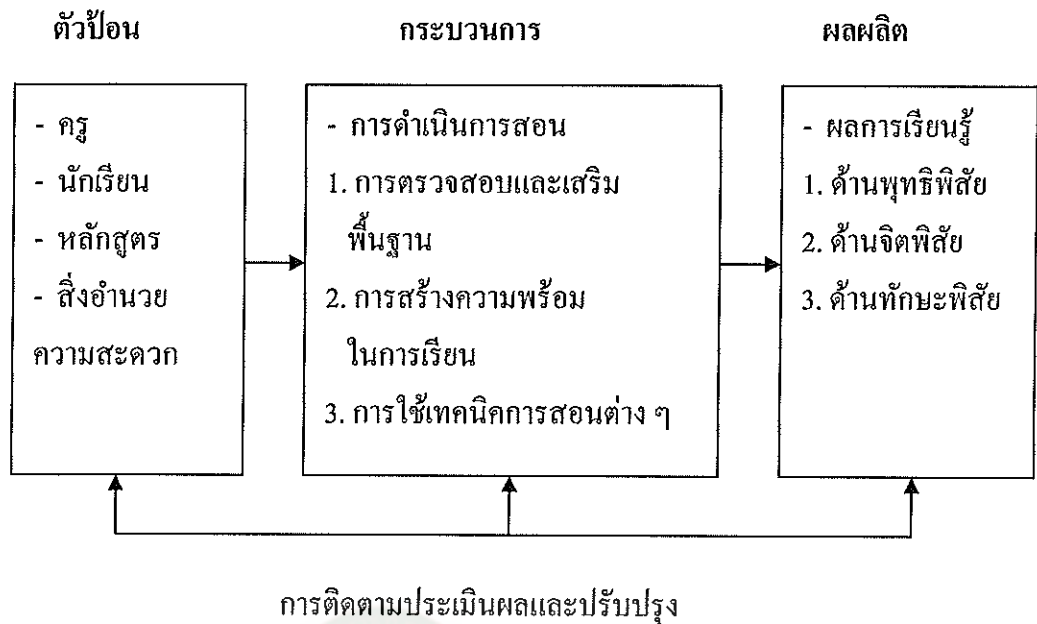 ตัวป้อน
กระบวนการ
ผลผลิต
- ครู
- นักเรียน
- หลักสูตร
- สิ่งอำนวย
ความสะดวก
- การดำเนินการสอน
1. การตรวจสอบและเสริม
พื้นฐาน
2. การสร้างความพร้อม
ในการเรียน
3. การใช้เทคนิคการสอนต่าง ๆ
- ผลการเรียนรู้
1. ด้านพุทธิพิสัย
2. ด้านจิตพิสัย
3. ด้านทักษะพิสัย
การติดตามประเมินผลและปรับปรุง